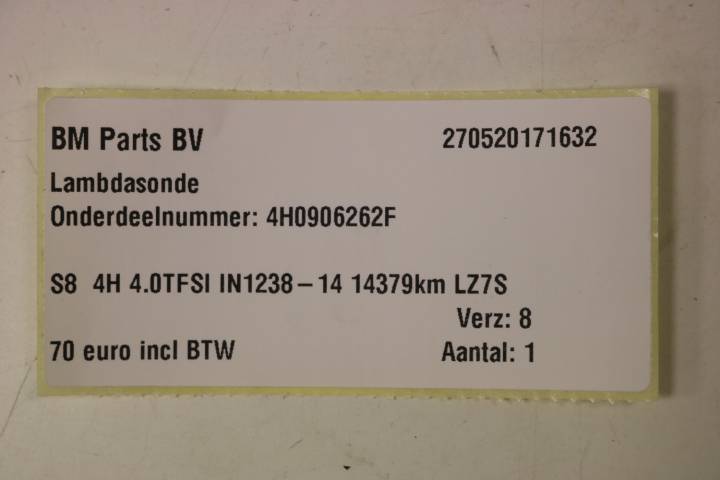 BM Parts BV 270520171632
Lambdasonde
Onderdeelnummer: 4H0906262F
S8 4H 4.0TFSI IN1238-14 14379km LZ7S
Verz: 8
70 euro incl BTW Aantal: 1